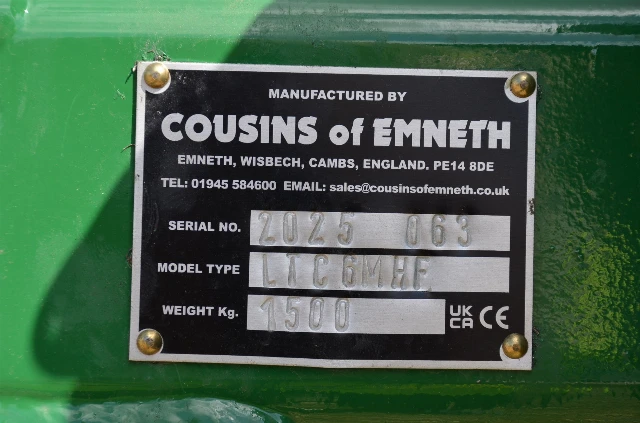 MANUFACTURED BY
COUSINS of EMNETH
EMNETH, WISBECH, CAMBS, ENGLAND. PE14 8DE
TEL: 01945 584600 EMAIL: sales@cousinsofemneth.co.uk
SERIAL NO. 2025 063
MODEL TYPE LTC6MHF
WEIGHT Kg. 1500
UK
CA CE